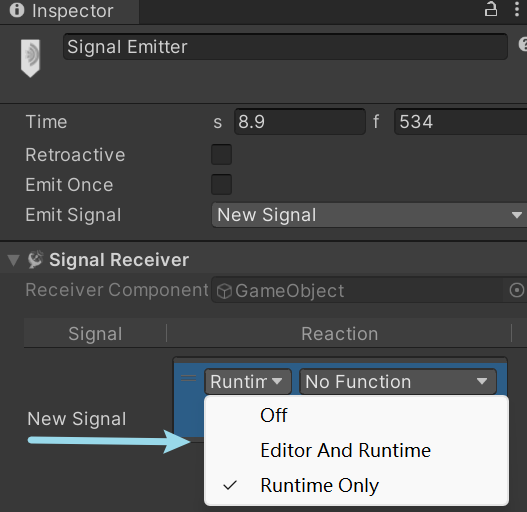 Inspector
Signal Emitter
Time s 8.9 f 534
Retroactive
Emit Once
Emit Signal New Signal
Signal Receiver
Receiver Component GameObject
Signal Reaction
Runtim No Function
New Signal
Off
Editor And Runtime
Runtime Only